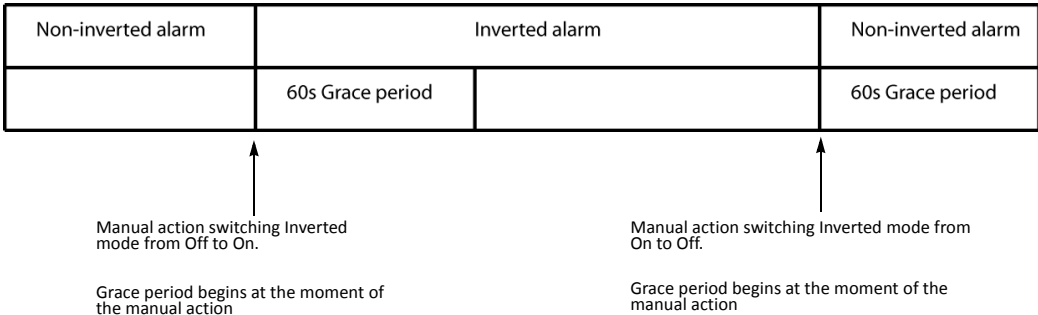 Non-inverted alarm
Inverted alarm
Non-inverted alarm
60s Grace period
60s Grace period
Manual action switching Inverted
mode from Off to On.
Grace period begins at the moment of
the manual action
Manual action switching Inverted mode from
On to Off.
Grace period begins at the moment of the
manual action